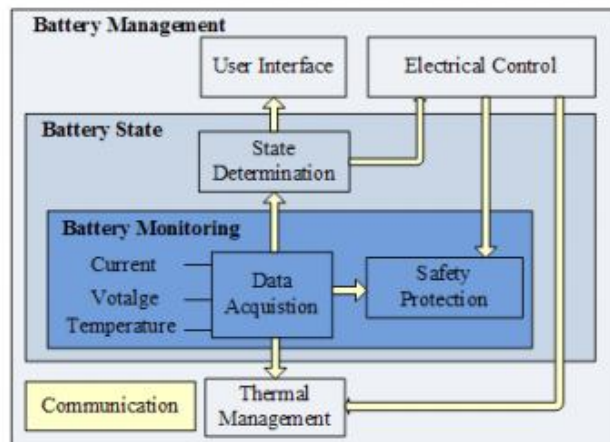 Battery Management
User Interface
Electrical Control
Battery State
State
Determination
Battery Monitoring
Current
Votalge
Temperature
Data
Acquistion
Safety
Protection
Communication
Thermal
Management